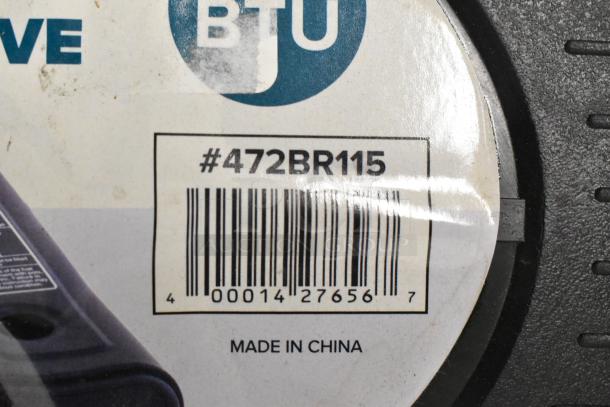 VE
BTU
#472BR115
4 00014 27656 7
MADE IN CHINA